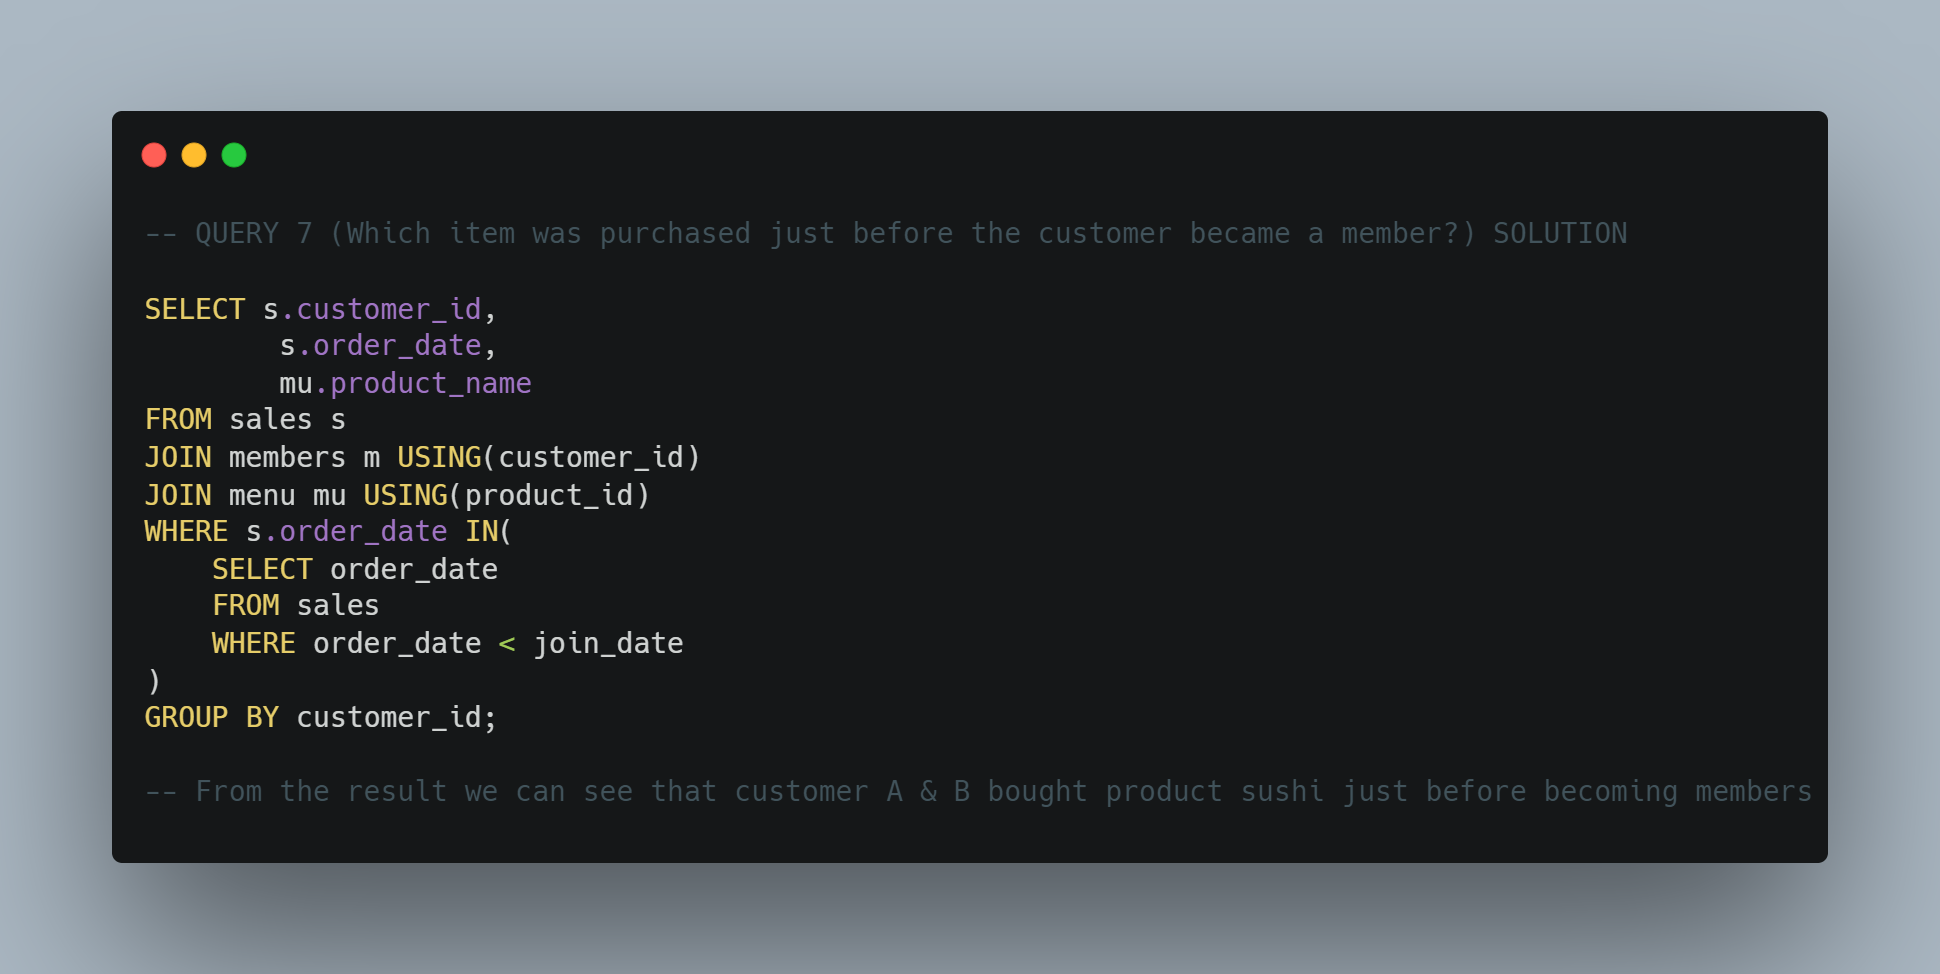 -- QUERY 7 (Which item was purchased just before the customer became a member?) SOLUTION
SELECT s.customer_id,
s.order_date,
mu.product_name
FROM sales s
JOIN members m USING(customer_id)
JOIN menu mu USING(product_id)
WHERE s.order_date IN(
SELECT order_date
FROM sales
WHERE order_date < join_date
)
GROUP BY customer_id;
-- From the result we can see that customer A & B bought product sushi just before becoming members